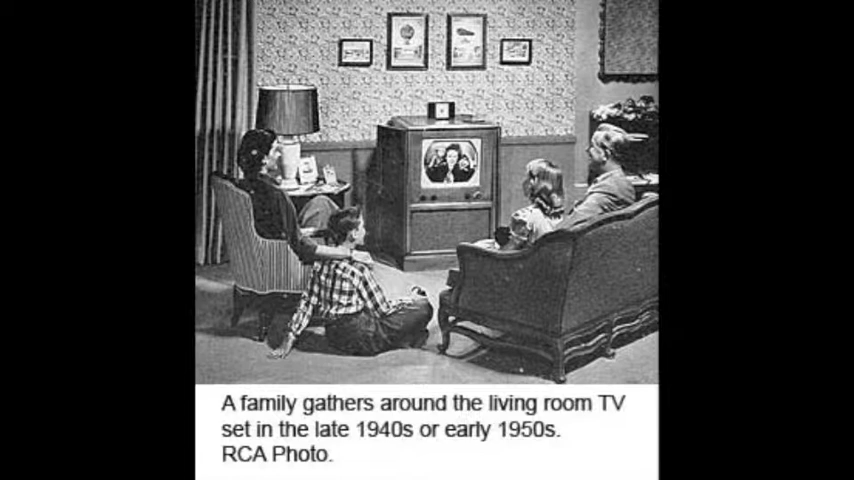 A family gathers around the living room TV
set in the late 1940s or early 1950s.
RCA Photo.